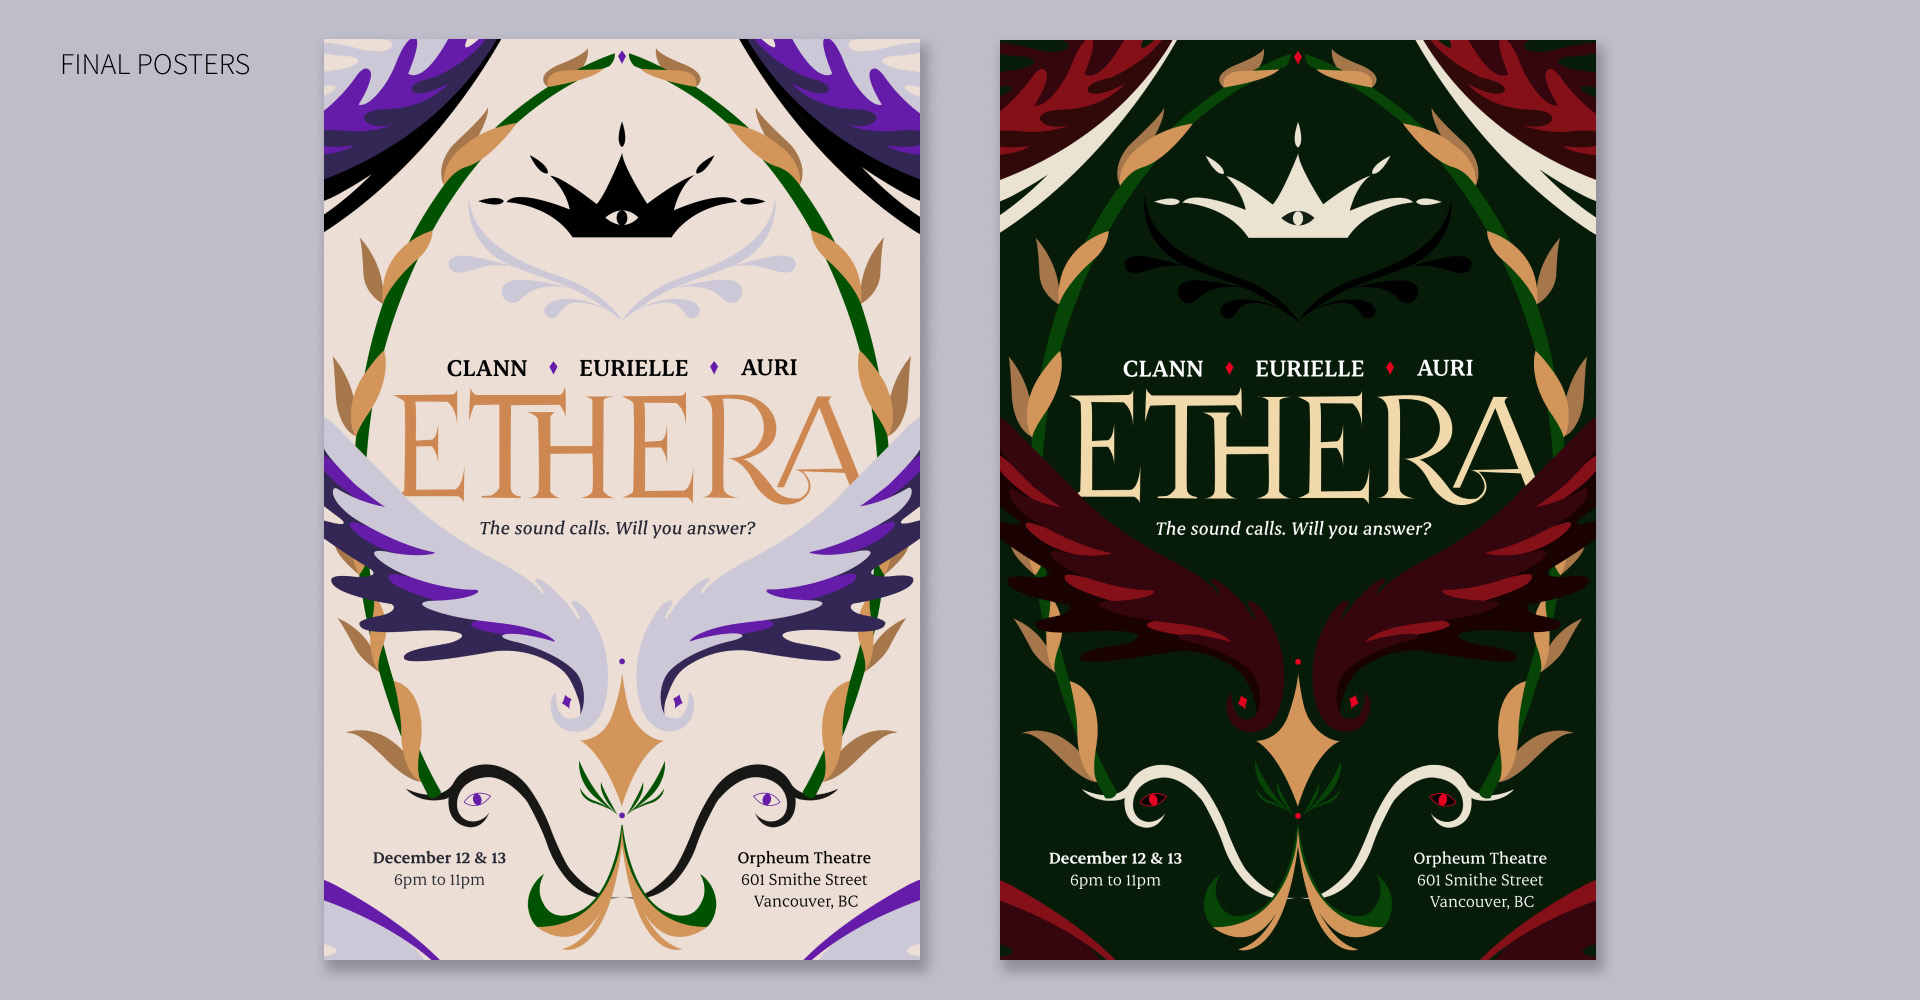 FINAL POSTERS
CLANN ♦ EURIELLE ♦ AURI
ETHERA
The sound calls. Will you answer?
December 12 & 13
6pm to 11pm
Orpheum Theatre
601 Smithe Street
Vancouver, BC
CLANN ♦ EURIELLE ♦ AURI
ETHERA
The sound calls. Will you answer?
December 12 & 13
6pm to 11pm
Orpheum Theatre
601 Smithe Street
Vancouver, BC